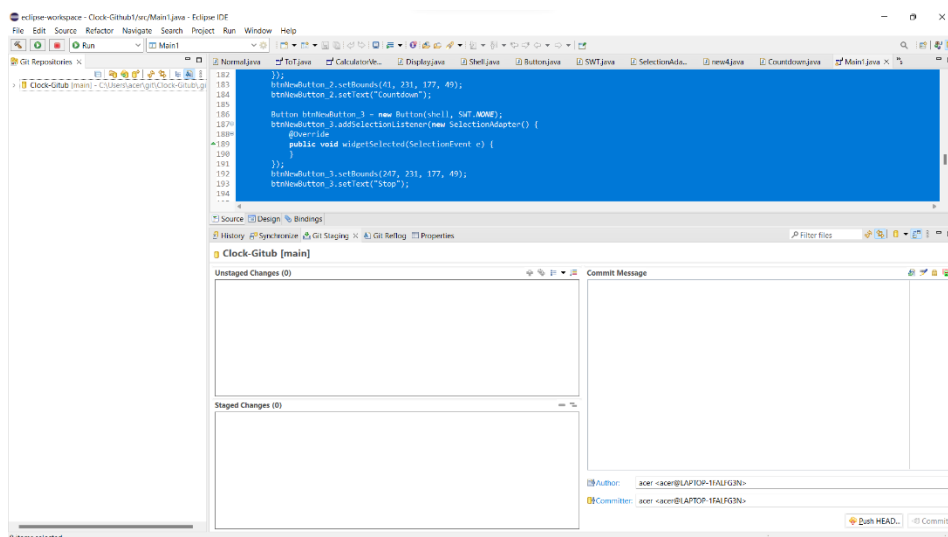 eclipse-workspace - Clock-Github1/src/Main1.java - Eclipse IDE
File Edit Source Refactor Navigate Search Project Run Window Help
Run
Main1
Git Repositories
Normal.java
ToT.java
CalculatorVe...
Display.java
Shell.java
Button.java
SWT.java
SelectionAda...
new4.java
Countdown.java
Main1.java
Clock-Gitub [main] - C:\Users\acer\git\Clock-Gitub\.gi
182 });
183 btnNewButton_2.setBounds(41, 231, 177, 49);
184 btnNewButton_2.setText("Countdown");
185
186 Button btnNewButton_3 = new Button(shell, SWT.NONE);
187 btnNewButton_3.addSelectionListener(new SelectionAdapter() {
188 @Override
189 public void widgetSelected(SelectionEvent e) {
190 }
191 });
192 btnNewButton_3.setBounds(247, 231, 177, 49);
193 btnNewButton_3.setText("Stop");
194
Source Design Bindings
History Synchronize Git Staging Git Reflog Properties
Filter files
Clock-Gitub [main]
Unstaged Changes (0)
Commit Message
Staged Changes (0)
Author: acer <acer@LAPTOP-1FALFG3N>
Committer: acer <acer@LAPTOP-1FALFG3N>
Push HEAD...
Commit